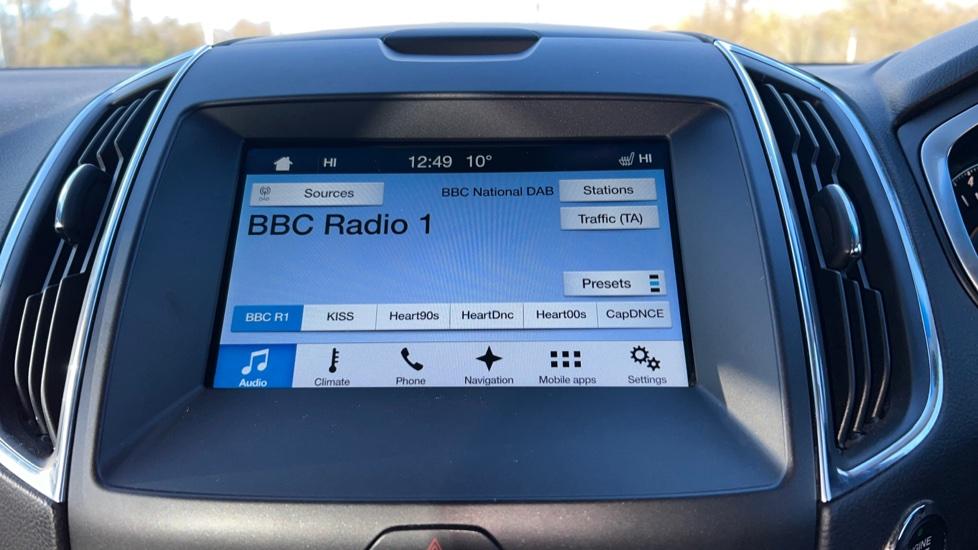 HI 12:49 10° HI
DAB Sources BBC National DAB Stations
BBC Radio 1 Traffic (TA)
Presets
BBC R1 KISS Heart90s HeartDnc Heart00s CapDNCE
Audio Climate Phone Navigation Mobile apps Settings